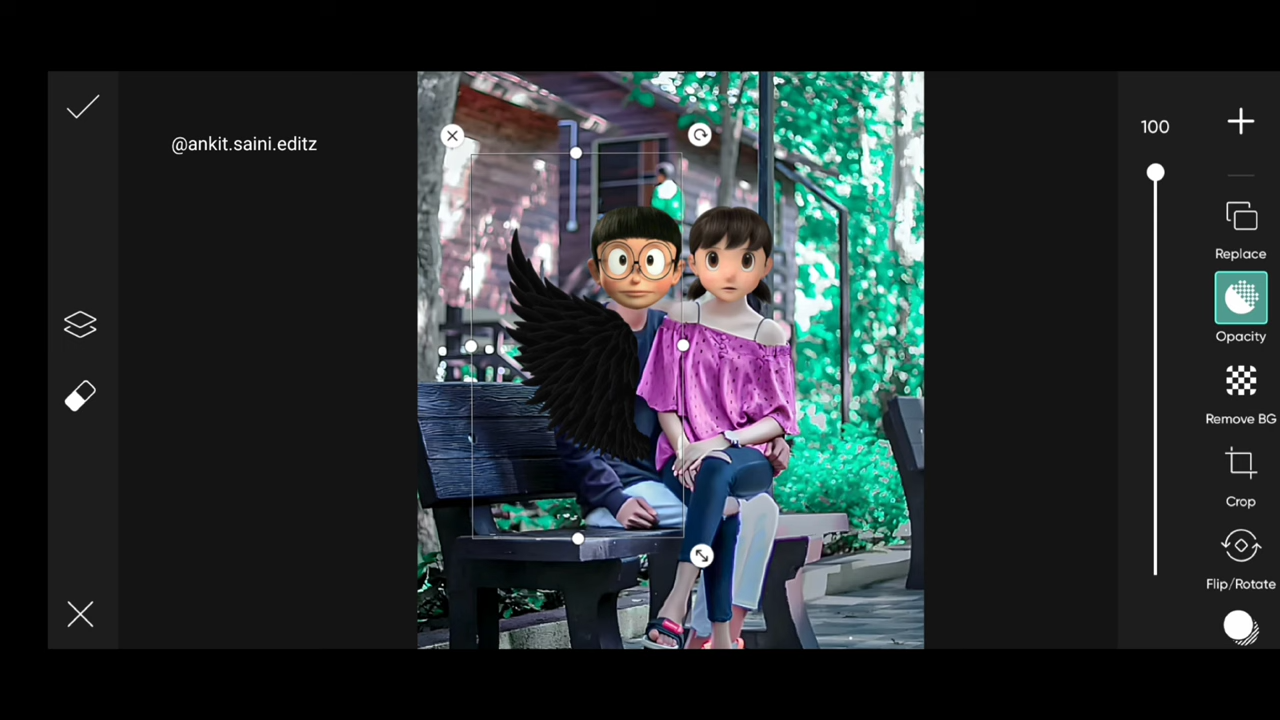 @ankit.saini.editz
100
Replace
Opacity
Remove BG
Crop
Flip/Rotate